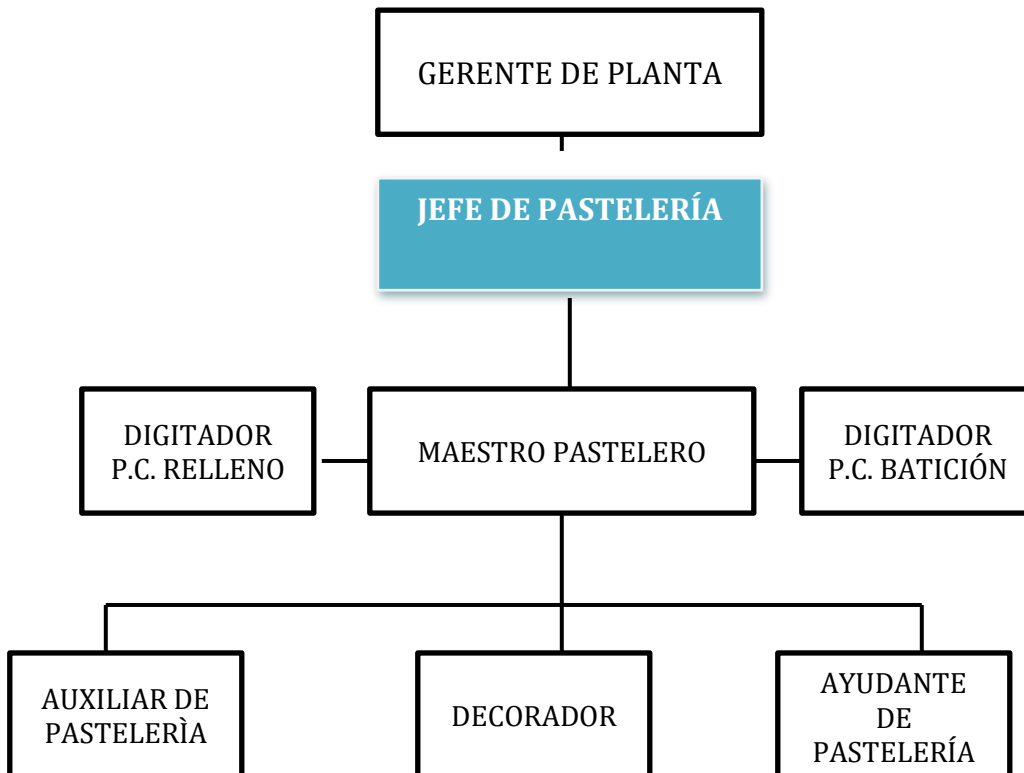 GERENTE DE PLANTA
JEFE DE PASTELERÍA
DIGITADOR
P.C. RELLENO
MAESTRO PASTELERO
DIGITADOR
P.C. BATICIÓN
AUXILIAR DE
PASTELERÌA
DECORADOR
AYUDANTE
DE
PASTELERÍA